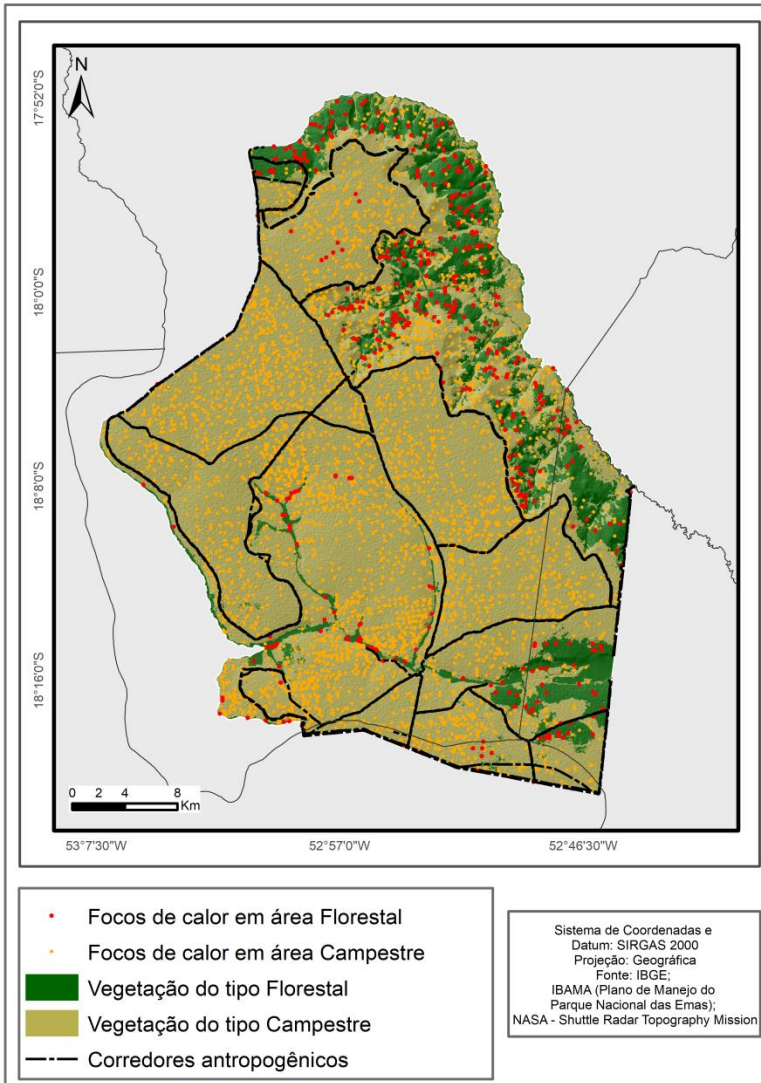 N
17°52'0"S
18°0'0"S
18°8'0"S
18°16'0"S
0 2 4 8
Km
53°7'30"W 52°57'0"W 52°46'30"W
Focos de calor em área Florestal
Focos de calor em área Campestre
Vegetação do tipo Florestal
Vegetação do tipo Campestre
Corredores antropogênicos
Sistema de Coordenadas e
Datum: SIRGAS 2000
Projeção: Geográfica
Fonte: IBGE;
IBAMA (Plano de Manejo do
Parque Nacional das Emas);
NASA - Shuttle Radar Topography Mission